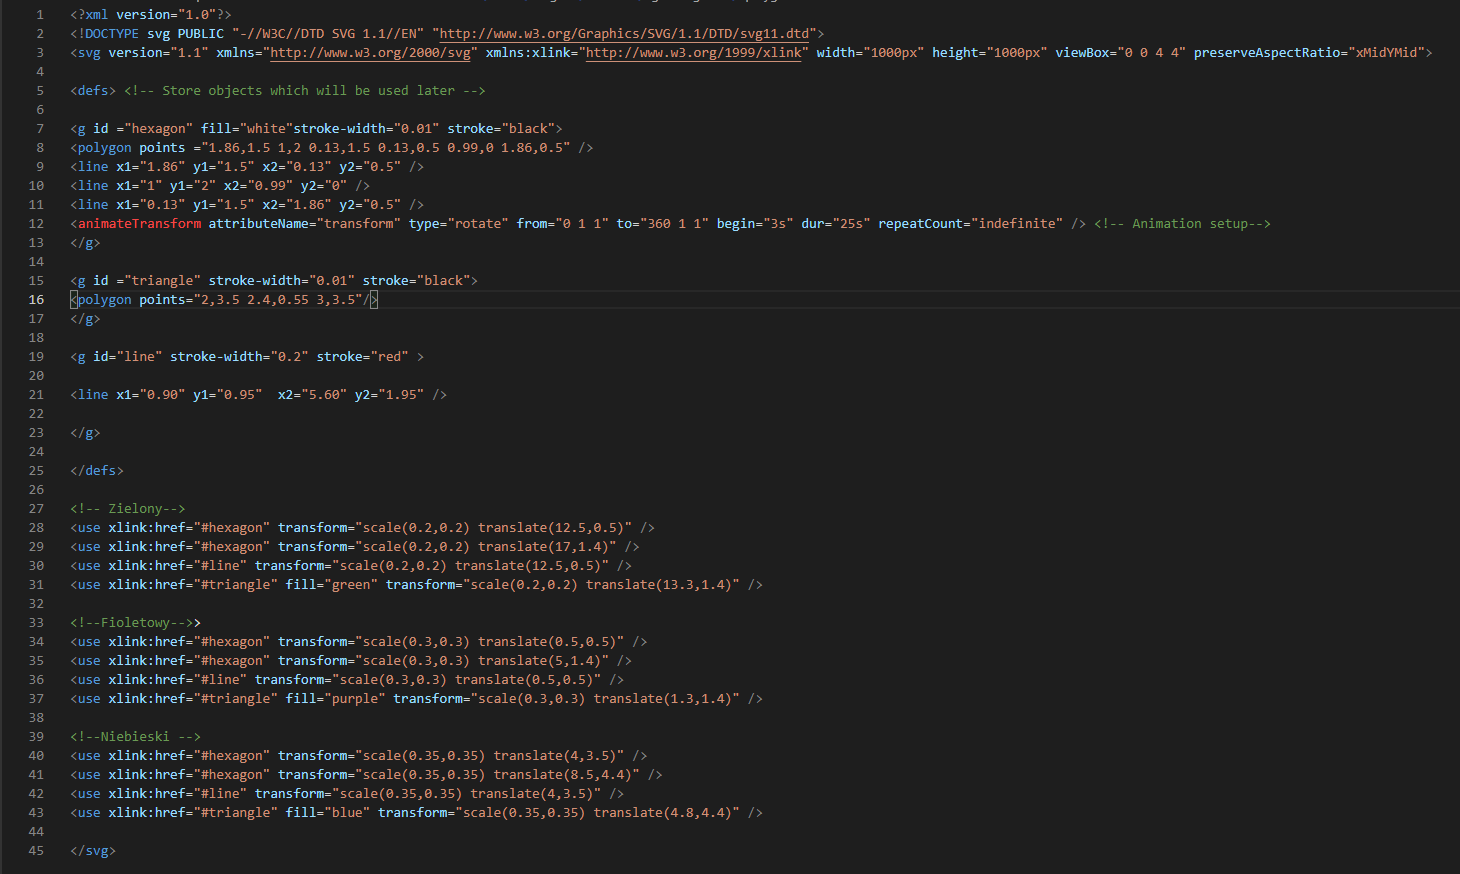 1 <?xml version="1.0"?>
2 <!DOCTYPE svg PUBLIC "-//W3C//DTD SVG 1.1//EN" "http://www.w3.org/Graphics/SVG/1.1/DTD/svg11.dtd">
3 <svg version="1.1" xmlns="http://www.w3.org/2000/svg" xmlns:xlink="http://www.w3.org/1999/xlink" width="1000px" height="1000px" viewBox="0 0 4 4" preserveAspectRatio="xMidYMid">
4
5 <defs> <!-- Store objects which will be used later -->
6
7 <g id ="hexagon" fill="white"stroke-width="0.01" stroke="black">
8 <polygon points ="1.86,1.5 1,2 0.13,1.5 0.13,0.5 0.99,0 1.86,0.5" />
9 <line x1="1.86" y1="1.5" x2="0.13" y2="0.5" />
10 <line x1="1" y1="2" x2="0.99" y2="0" />
11 <line x1="0.13" y1="1.5" x2="1.86" y2="0.5" />
12 <animateTransform attributeName="transform" type="rotate" from="0 1 1" to="360 1 1" begin="3s" dur="25s" repeatCount="indefinite" /> <!-- Animation setup-->
13 </g>
14
15 <g id ="triangle" stroke-width="0.01" stroke="black">
16 <polygon points="2,3.5 2.4,0.55 3,3.5"/>
17 </g>
18
19 <g id="line" stroke-width="0.2" stroke="red" >
20
21 <line x1="0.90" y1="0.95"  x2="5.60" y2="1.95" />
22
23 </g>
24
25 </defs>
26
27 <!-- Zielony-->
28 <use xlink:href="#hexagon" transform="scale(0.2,0.2) translate(12.5,0.5)" />
29 <use xlink:href="#hexagon" transform="scale(0.2,0.2) translate(17,1.4)" />
30 <use xlink:href="#line" transform="scale(0.2,0.2) translate(12.5,0.5)" />
31 <use xlink:href="#triangle" fill="green" transform="scale(0.2,0.2) translate(13.3,1.4)" />
32
33 <!--Fioletowy-->>
34 <use xlink:href="#hexagon" transform="scale(0.3,0.3) translate(0.5,0.5)" />
35 <use xlink:href="#hexagon" transform="scale(0.3,0.3) translate(5,1.4)" />
36 <use xlink:href="#line" transform="scale(0.3,0.3) translate(0.5,0.5)" />
37 <use xlink:href="#triangle" fill="purple" transform="scale(0.3,0.3) translate(1.3,1.4)" />
38
39 <!--Niebieski -->
40 <use xlink:href="#hexagon" transform="scale(0.35,0.35) translate(4,3.5)" />
41 <use xlink:href="#hexagon" transform="scale(0.35,0.35) translate(8.5,4.4)" />
42 <use xlink:href="#line" transform="scale(0.35,0.35) translate(4,3.5)" />
43 <use xlink:href="#triangle" fill="blue" transform="scale(0.35,0.35) translate(4.8,4.4)" />
44
45 </svg>